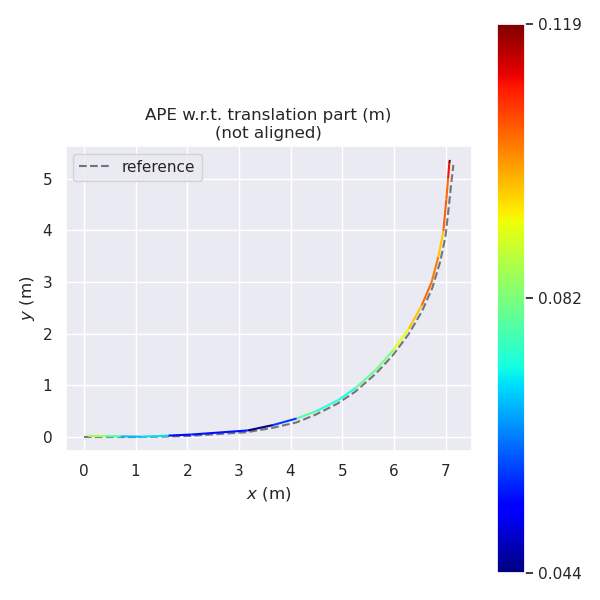 APE w.r.t. translation part (m)
(not aligned)
reference
5
4
3
2
1
0
y (m)
0 1 2 3 4 5 6 7
x (m)
0.119
0.082
0.044